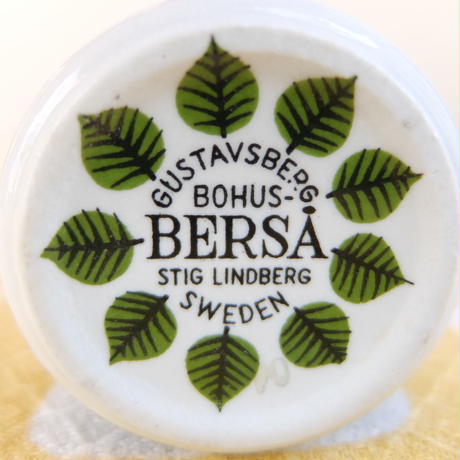 GUSTAVSBERG
BOHUS-
BERSÅ
STIG LINDBERG
SWEDEN